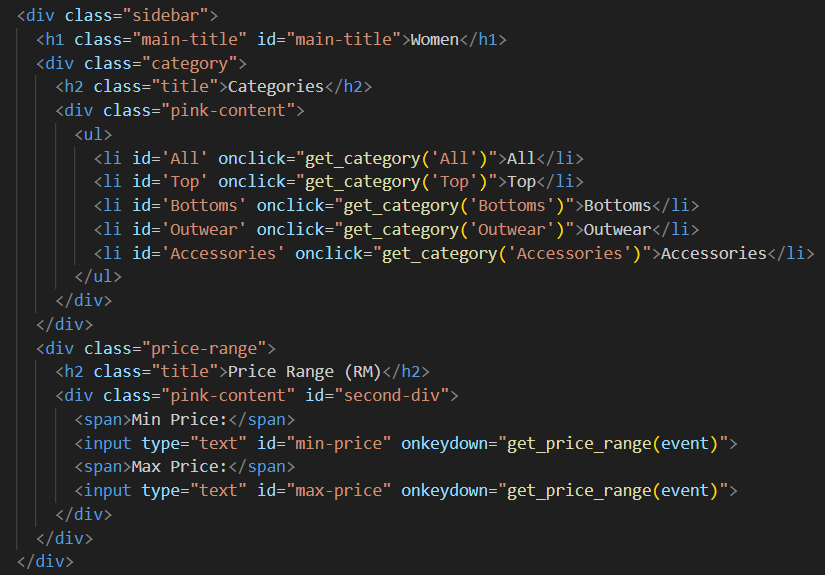 <div class="sidebar">
  <h1 class="main-title" id="main-title">Women</h1>
  <div class="category">
    <h2 class="title">Categories</h2>
    <div class="pink-content">
      <ul>
        <li id='All' onclick="get_category('All')">All</li>
        <li id='Top' onclick="get_category('Top')">Top</li>
        <li id='Bottoms' onclick="get_category('Bottoms')">Bottoms</li>
        <li id='Outwear' onclick="get_category('Outwear')">Outwear</li>
        <li id='Accessories' onclick="get_category('Accessories')">Accessories</li>
      </ul>
    </div>
  </div>
  <div class="price-range">
    <h2 class="title">Price Range (RM)</h2>
    <div class="pink-content" id="second-div">
      <span>Min Price:</span>
      <input type="text" id="min-price" onkeydown="get_price_range(event)">
      <span>Max Price:</span>
      <input type="text" id="max-price" onkeydown="get_price_range(event)">
    </div>
  </div>
</div>